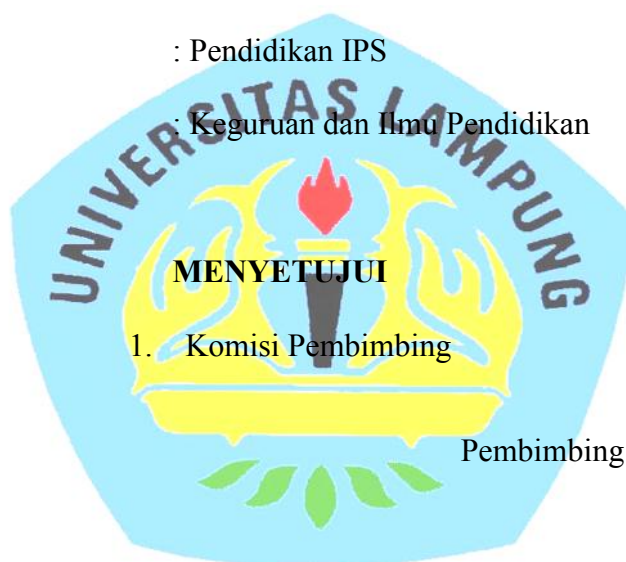 : Pendidikan IPS
UNIVERSITAS LAMPUNG
: Keguruan dan Ilmu Pendidikan
MENYETUJUI
1. Komisi Pembimbing
Pembimbing